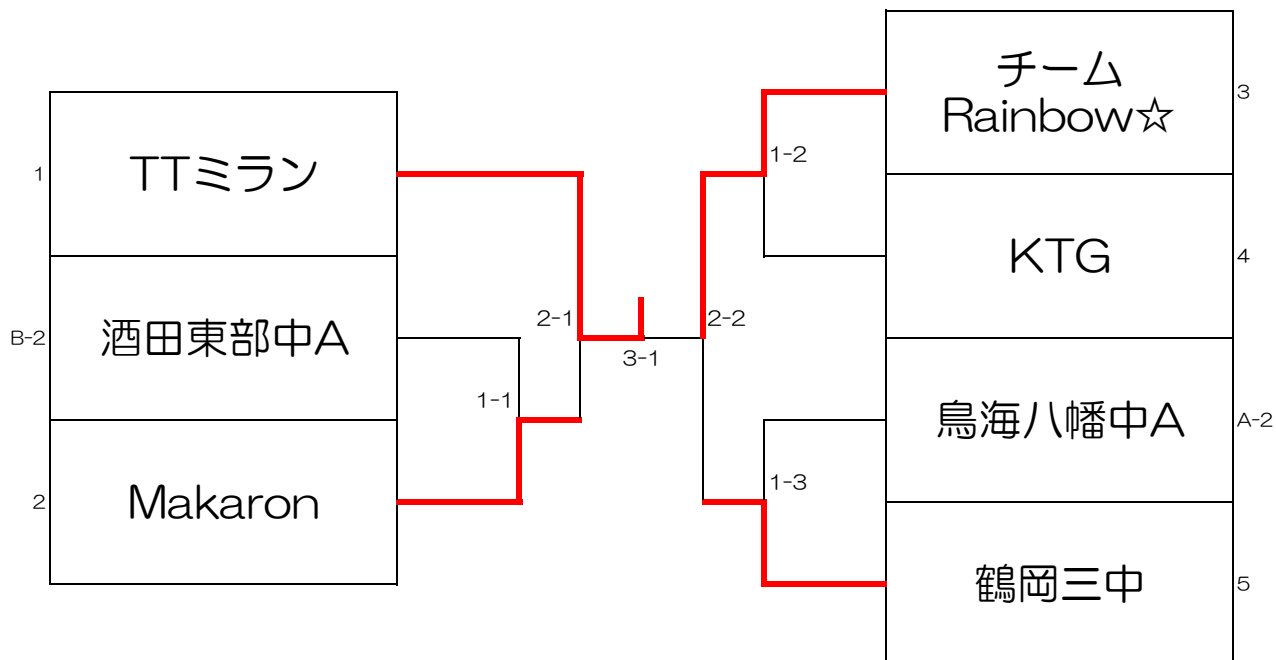 チーム
Rainbow☆
3
1-2
1
TTミラン
KTG
4
B-2
酒田東部中A
2-1
2-2
3-1
1-1
鳥海八幡中A
A-2
1-3
2
Makaron
鶴岡三中
5